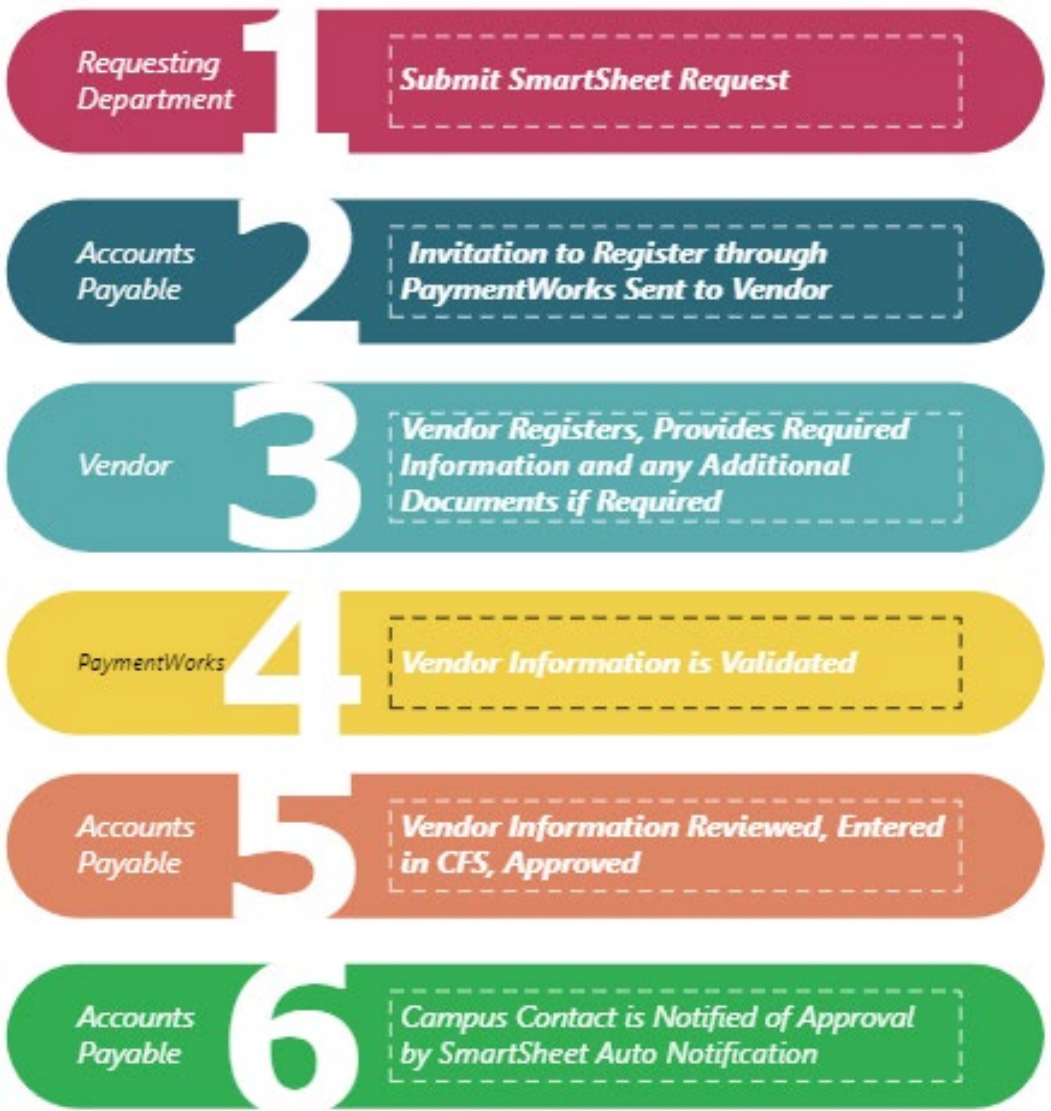 Requesting
Department
1
Submit SmartSheet Request
Accounts
Payable
2
Invitation to Register through
PaymentWorks Sent to Vendor
Vendor
3
Vendor Registers, Provides Required
Information and any Additional
Documents if Required
PaymentWorks
4
Vendor Information is Validated
Accounts
Payable
5
Vendor Information Reviewed, Entered
in CFS, Approved
Accounts
Payable
6
Campus Contact is Notified of Approval
by SmartSheet Auto Notification